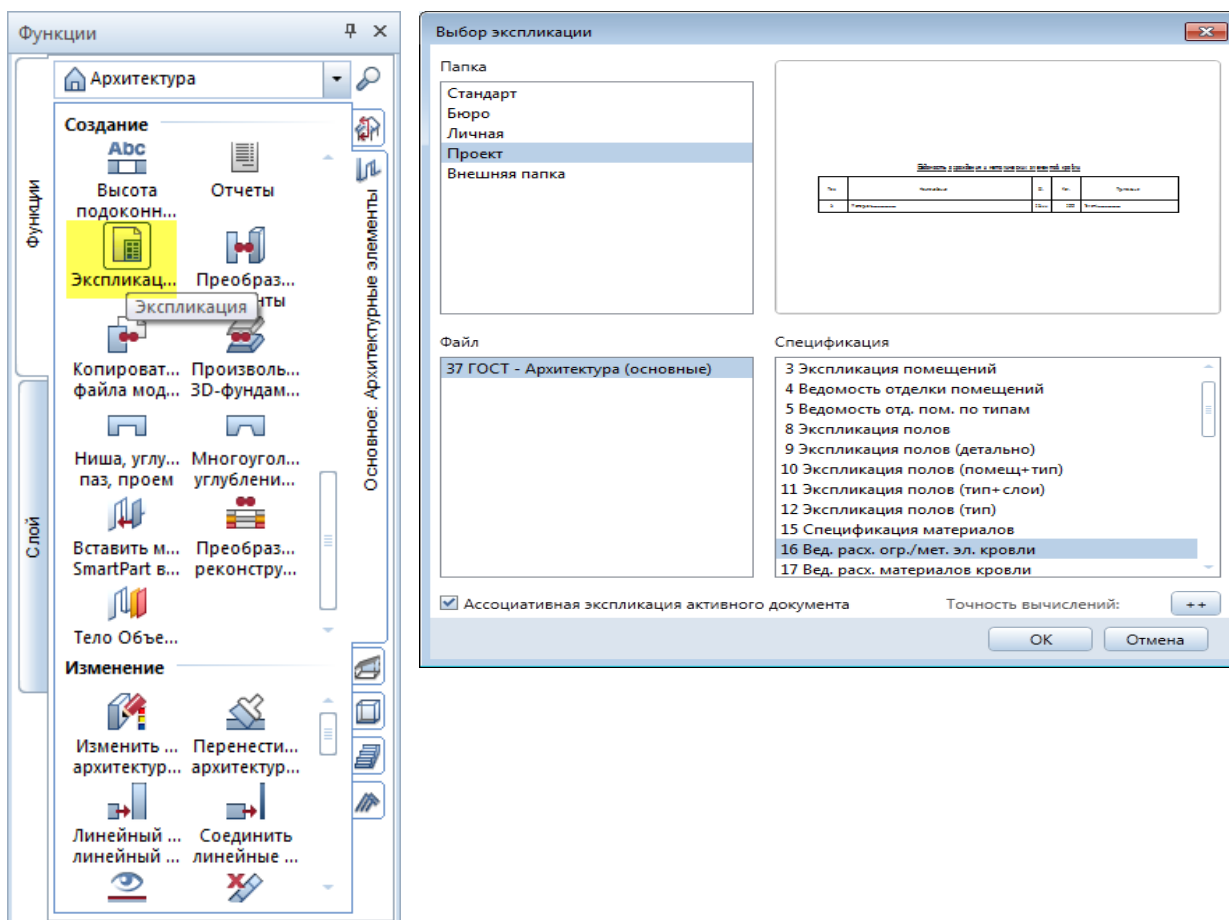 Функции
Архитектура
Создание
Abc
Высота
подоконн...
Отчеты
Экспликац...
Преобраз...
нты
Экспликация
Копироват...
файла мод...
Произволь...
3D-фундам...
Ниша, углу...
паз, проем
Многоугол...
углублени...
Вставить м...
SmartPart в...
Преобраз...
реконстру...
Тело Объе...
Изменение
Изменить ...
архитектур...
Перенести...
архитектур...
Линейный ...
линейный ...
Соединить
линейные ...
Функции
Слой
Основное: Архитектурные элементы
Выбор экспликации
Папка
Стандарт
Бюро
Личная
Проект
Внешняя папка
Файл
37 ГОСТ - Архитектура (основные)
Спецификация
3 Экспликация помещений
4 Ведомость отделки помещений
5 Ведомость отд. пом. по типам
8 Экспликация полов
9 Экспликация полов (детально)
10 Экспликация полов (помещ+тип)
11 Экспликация полов (тип+слои)
12 Экспликация полов (тип)
15 Спецификация материалов
16 Вед. расх. огр./мет. эл. кровли
17 Вед. расх. материалов кровли
Ассоциативная экспликация активного документа
Точность вычислений:
++
OK
Отмена